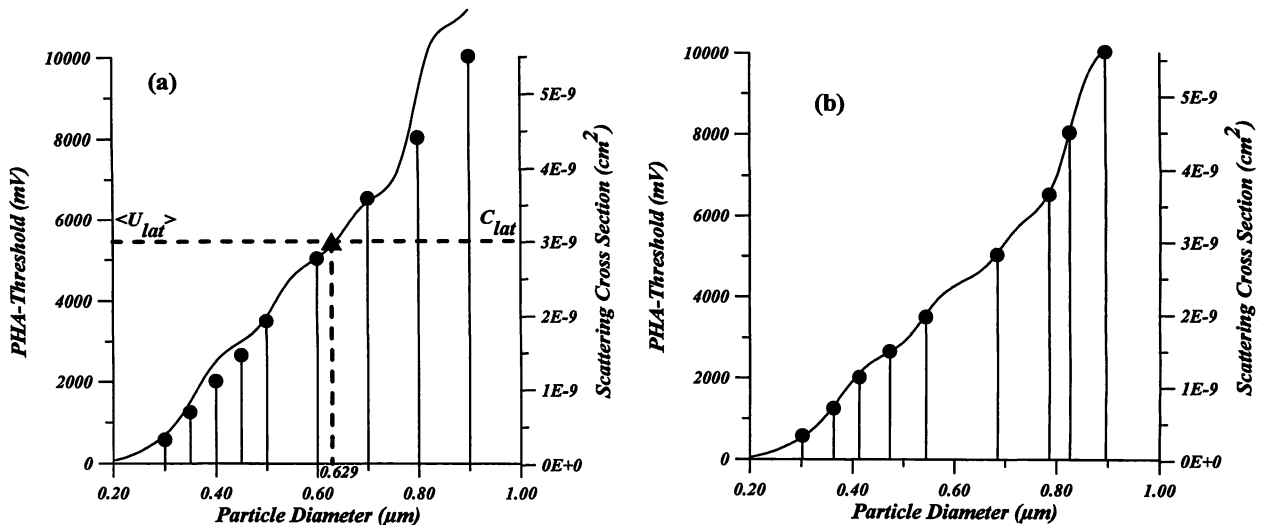 (a)
PHA-Threshold (mV)
10000
8000
6000
4000
2000
0
<U_lat>
C_lat
5E-9
4E-9
3E-9
2E-9
1E-9
0E+0
Scattering Cross Section (cm²)
0.629
0.20 0.40 0.60 0.80 1.00
Particle Diameter (μm)
(b)
PHA-Threshold (mV)
10000
8000
6000
4000
2000
0
5E-9
4E-9
3E-9
2E-9
1E-9
0E+0
Scattering Cross Section (cm²)
0.20 0.40 0.60 0.80 1.00
Particle Diameter (μm)